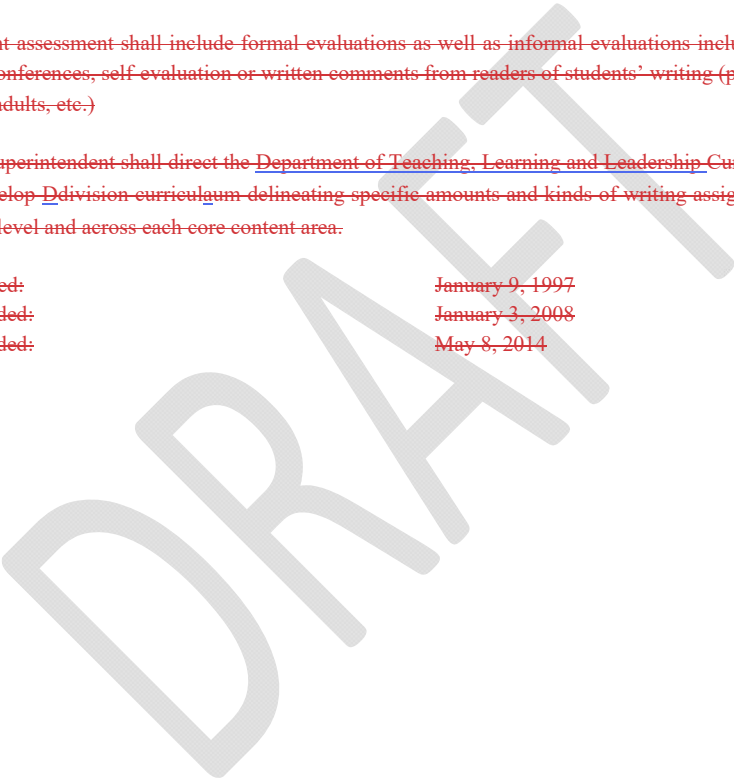 nt assessment shall include formal evaluations as well as informal evaluations inclu
onferences, self-evaluation or written comments from readers of students' writing (p
adults, etc.)
uperintendent shall direct the Department of Teaching, Learning and Leadership Cur
elop Ddivision curriculaum delineating specific amounts and kinds of writing assig
level and across each core content area.
ed: January 9, 1997
ded: January 3, 2008
ded: May 8, 2014
DRAFT